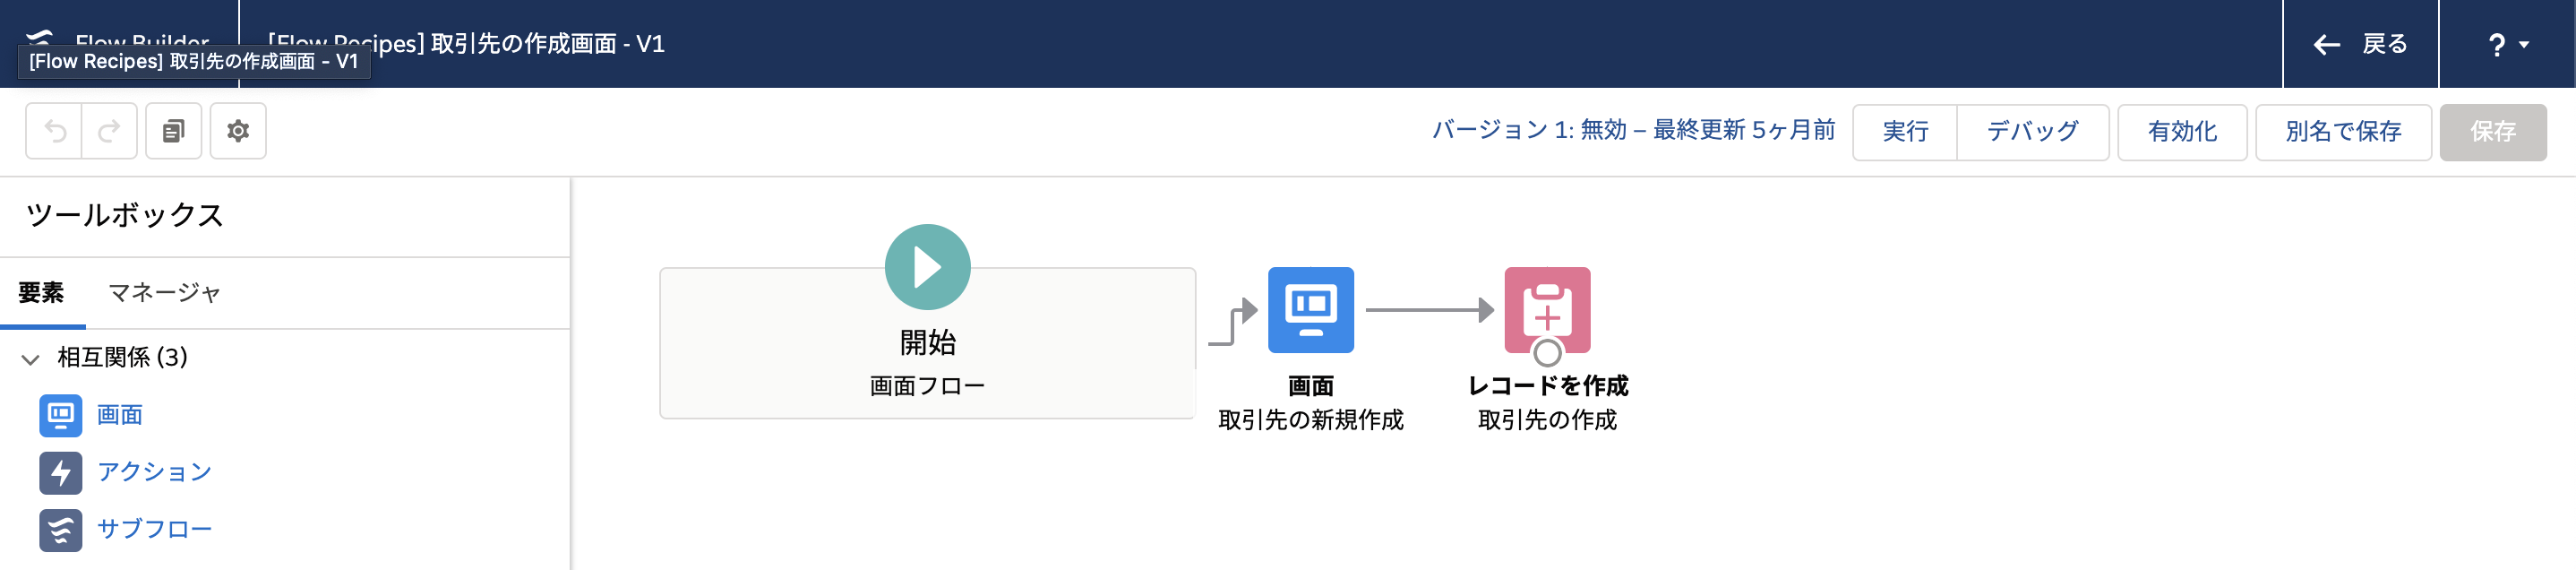 Flow Builder
[Flow Recipes] 取引先の作成画面 - V1
戻る
?
[Flow Recipes] 取引先の作成画面 - V1
バージョン 1: 無効 – 最終更新 5ヶ月前
実行
デバッグ
有効化
別名で保存
保存
ツールボックス
要素
マネージャ
相互関係 (3)
画面
アクション
サブフロー
開始
画面フロー
画面
取引先の新規作成
レコードを作成
取引先の作成